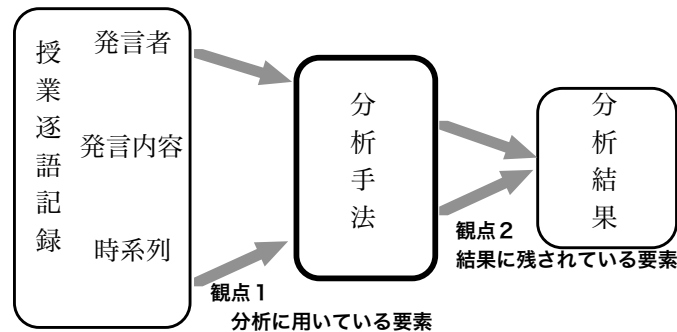 授業逐語記録
発言者
発言内容
時系列
分析手法
分析結果
観点1
分析に用いている要素
観点2
結果に残されている要素